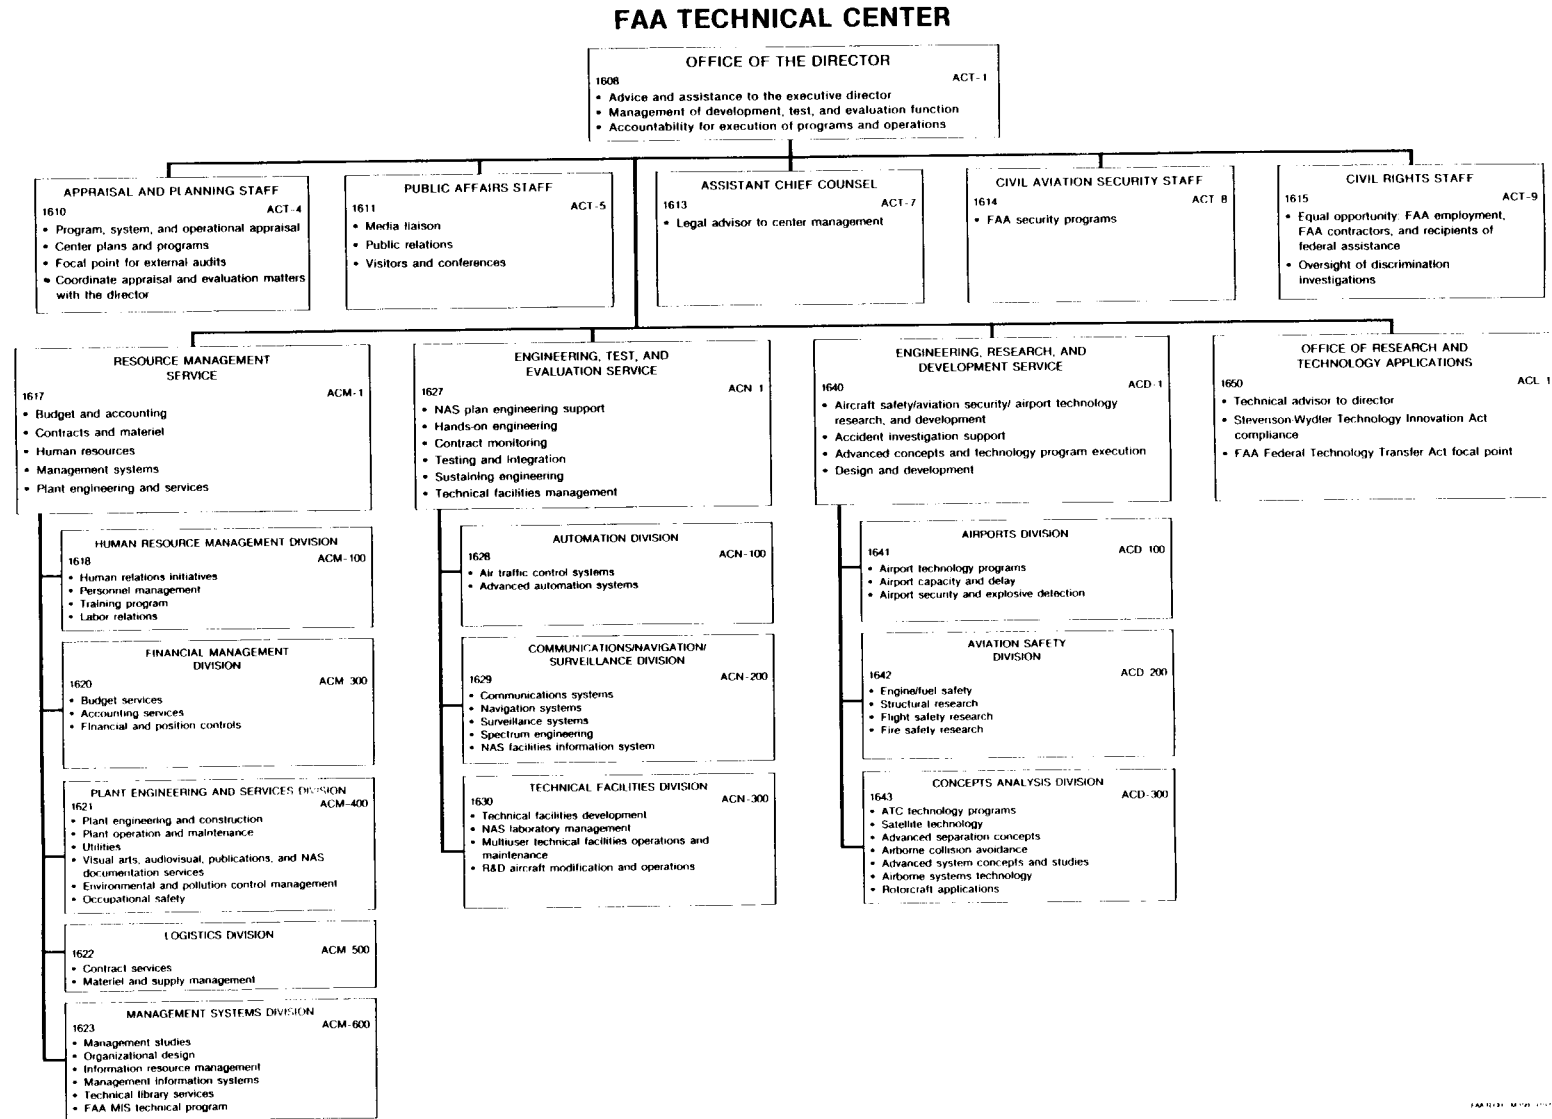 FAA TECHNICAL CENTER
OFFICE OF THE DIRECTOR
1608 ACT-1
• Advice and assistance to the executive director
• Management of development, test, and evaluation function
• Accountability for execution of programs and operations
APPRAISAL AND PLANNING STAFF
1610 ACT-4
• Program, system, and operational appraisal
• Center plans and programs
• Focal point for external audits
• Coordinate appraisal and evaluation matters
with the director
PUBLIC AFFAIRS STAFF
1611 ACT-5
• Media liaison
• Public relations
• Visitors and conferences
ASSISTANT CHIEF COUNSEL
1613 ACT-7
• Legal advisor to center management
CIVIL AVIATION SECURITY STAFF
1614 ACT 8
• FAA security programs
CIVIL RIGHTS STAFF
1615 ACT-9
• Equal opportunity: FAA employment,
FAA contractors, and recipients of
federal assistance
• Oversight of discrimination
investigations
RESOURCE MANAGEMENT
SERVICE
1617 ACM-1
• Budget and accounting
• Contracts and materiel
• Human resources
• Management systems
• Plant engineering and services
ENGINEERING, TEST, AND
EVALUATION SERVICE
1627 ACN 1
• NAS plan engineering support
• Hands-on engineering
• Contract monitoring
• Testing and integration
• Sustaining engineering
• Technical facilities management
ENGINEERING, RESEARCH, AND
DEVELOPMENT SERVICE
1640 ACD-1
• Aircraft safety/aviation security/ airport technology
research, and development
• Accident investigation support
• Advanced concepts and technology program execution
• Design and development
OFFICE OF RESEARCH AND
TECHNOLOGY APPLICATIONS
1650 ACL 1
• Technical advisor to director
• Stevenson-Wydler Technology Innovation Act
compliance
• FAA Federal Technology Transfer Act focal point
HUMAN RESOURCE MANAGEMENT DIVISION
1618 ACM-100
• Human relations initiatives
• Personnel management
• Training program
• Labor relations
FINANCIAL MANAGEMENT
DIVISION
1620 ACM 300
• Budget services
• Accounting services
• Financial and position controls
PLANT ENGINEERING AND SERVICES DIVISION
1621 ACM-400
• Plant engineering and construction
• Plant operation and maintenance
• Utilities
• Visual arts, audiovisual, publications, and NAS
documentation services
• Environmental and pollution control management
• Occupational safety
LOGISTICS DIVISION
1622 ACM 500
• Contract services
• Materiel and supply management
MANAGEMENT SYSTEMS DIVISION
1623 ACM-600
• Management studies
• Organizational design
• Information resource management
• Management information systems
• Technical library services
• FAA MIS technical program
AUTOMATION DIVISION
1628 ACN-100
• Air traffic control systems
• Advanced automation systems
COMMUNICATIONS/NAVIGATION/
SURVEILLANCE DIVISION
1629 ACN-200
• Communications systems
• Navigation systems
• Surveillance systems
• Spectrum engineering
• NAS facilities information system
TECHNICAL FACILITIES DIVISION
1630 ACN-300
• Technical facilities development
• NAS laboratory management
• Multiuser technical facilities operations and
maintenance
• R&D aircraft modification and operations
AIRPORTS DIVISION
1641 ACD 100
• Airport technology programs
• Airport capacity and delay
• Airport security and explosive detection
AVIATION SAFETY
DIVISION
1642 ACD 200
• Engine/fuel safety
• Structural research
• Flight safety research
• Fire safety research
CONCEPTS ANALYSIS DIVISION
1643 ACD-300
• ATC technology programs
• Satellite technology
• Advanced separation concepts
• Airborne collision avoidance
• Advanced system concepts and studies
• Airborne systems technology
• Rotorcraft applications